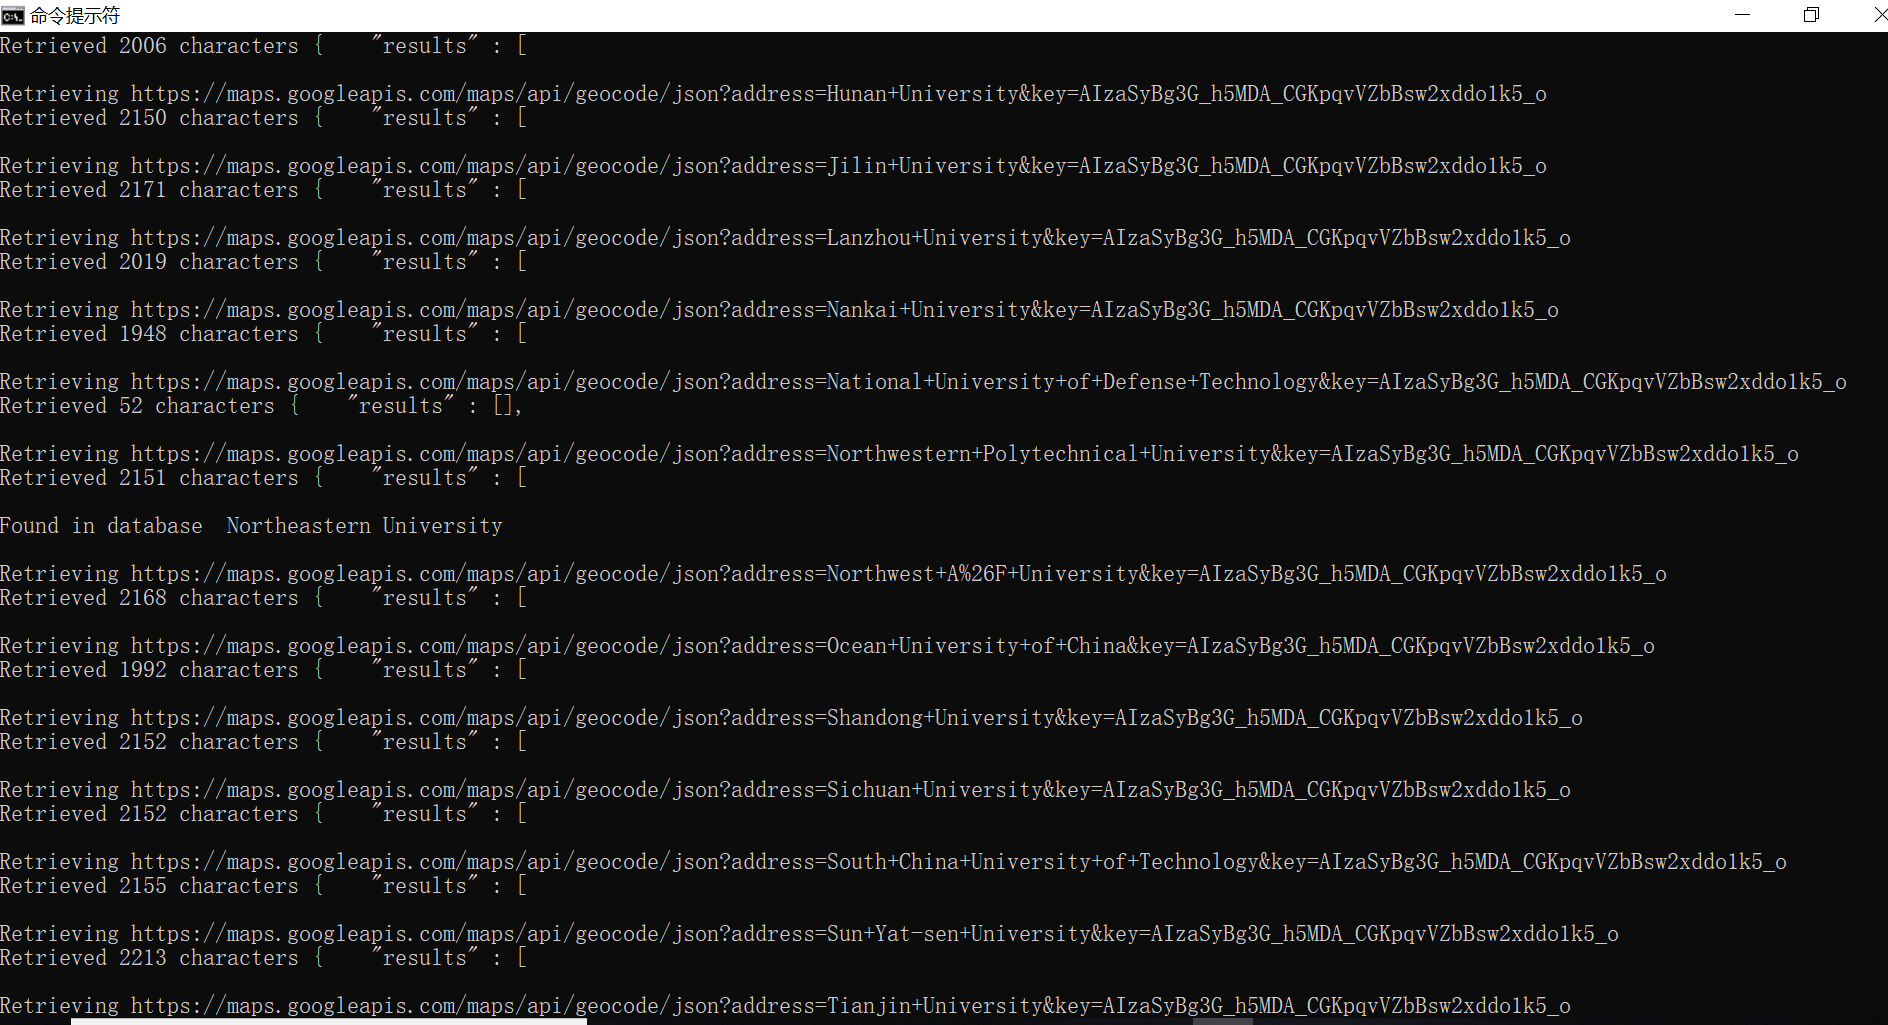 命令提示符
Retrieved 2006 characters {    "results" : [
Retrieving https://maps.googleapis.com/maps/api/geocode/json?address=Hunan+University&key=AIzaSyBg3G_h5MDA_CGKpqvVZbBsw2xddo1k5_o
Retrieved 2150 characters {    "results" : [
Retrieving https://maps.googleapis.com/maps/api/geocode/json?address=Jilin+University&key=AIzaSyBg3G_h5MDA_CGKpqvVZbBsw2xddo1k5_o
Retrieved 2171 characters {    "results" : [
Retrieving https://maps.googleapis.com/maps/api/geocode/json?address=Lanzhou+University&key=AIzaSyBg3G_h5MDA_CGKpqvVZbBsw2xddo1k5_o
Retrieved 2019 characters {    "results" : [
Retrieving https://maps.googleapis.com/maps/api/geocode/json?address=Nankai+University&key=AIzaSyBg3G_h5MDA_CGKpqvVZbBsw2xddo1k5_o
Retrieved 1948 characters {    "results" : [
Retrieving https://maps.googleapis.com/maps/api/geocode/json?address=National+University+of+Defense+Technology&key=AIzaSyBg3G_h5MDA_CGKpqvVZbBsw2xddo1k5_o
Retrieved 52 characters {    "results" : [],
Retrieving https://maps.googleapis.com/maps/api/geocode/json?address=Northwestern+Polytechnical+University&key=AIzaSyBg3G_h5MDA_CGKpqvVZbBsw2xddo1k5_o
Retrieved 2151 characters {    "results" : [
Found in database  Northeastern University
Retrieving https://maps.googleapis.com/maps/api/geocode/json?address=Northwest+A%26F+University&key=AIzaSyBg3G_h5MDA_CGKpqvVZbBsw2xddo1k5_o
Retrieved 2168 characters {    "results" : [
Retrieving https://maps.googleapis.com/maps/api/geocode/json?address=Ocean+University+of+China&key=AIzaSyBg3G_h5MDA_CGKpqvVZbBsw2xddo1k5_o
Retrieved 1992 characters {    "results" : [
Retrieving https://maps.googleapis.com/maps/api/geocode/json?address=Shandong+University&key=AIzaSyBg3G_h5MDA_CGKpqvVZbBsw2xddo1k5_o
Retrieved 2152 characters {    "results" : [
Retrieving https://maps.googleapis.com/maps/api/geocode/json?address=Sichuan+University&key=AIzaSyBg3G_h5MDA_CGKpqvVZbBsw2xddo1k5_o
Retrieved 2152 characters {    "results" : [
Retrieving https://maps.googleapis.com/maps/api/geocode/json?address=South+China+University+of+Technology&key=AIzaSyBg3G_h5MDA_CGKpqvVZbBsw2xddo1k5_o
Retrieved 2155 characters {    "results" : [
Retrieving https://maps.googleapis.com/maps/api/geocode/json?address=Sun+Yat-sen+University&key=AIzaSyBg3G_h5MDA_CGKpqvVZbBsw2xddo1k5_o
Retrieved 2213 characters {    "results" : [
Retrieving https://maps.googleapis.com/maps/api/geocode/json?address=Tianjin+University&key=AIzaSyBg3G_h5MDA_CGKpqvVZbBsw2xddo1k5_o